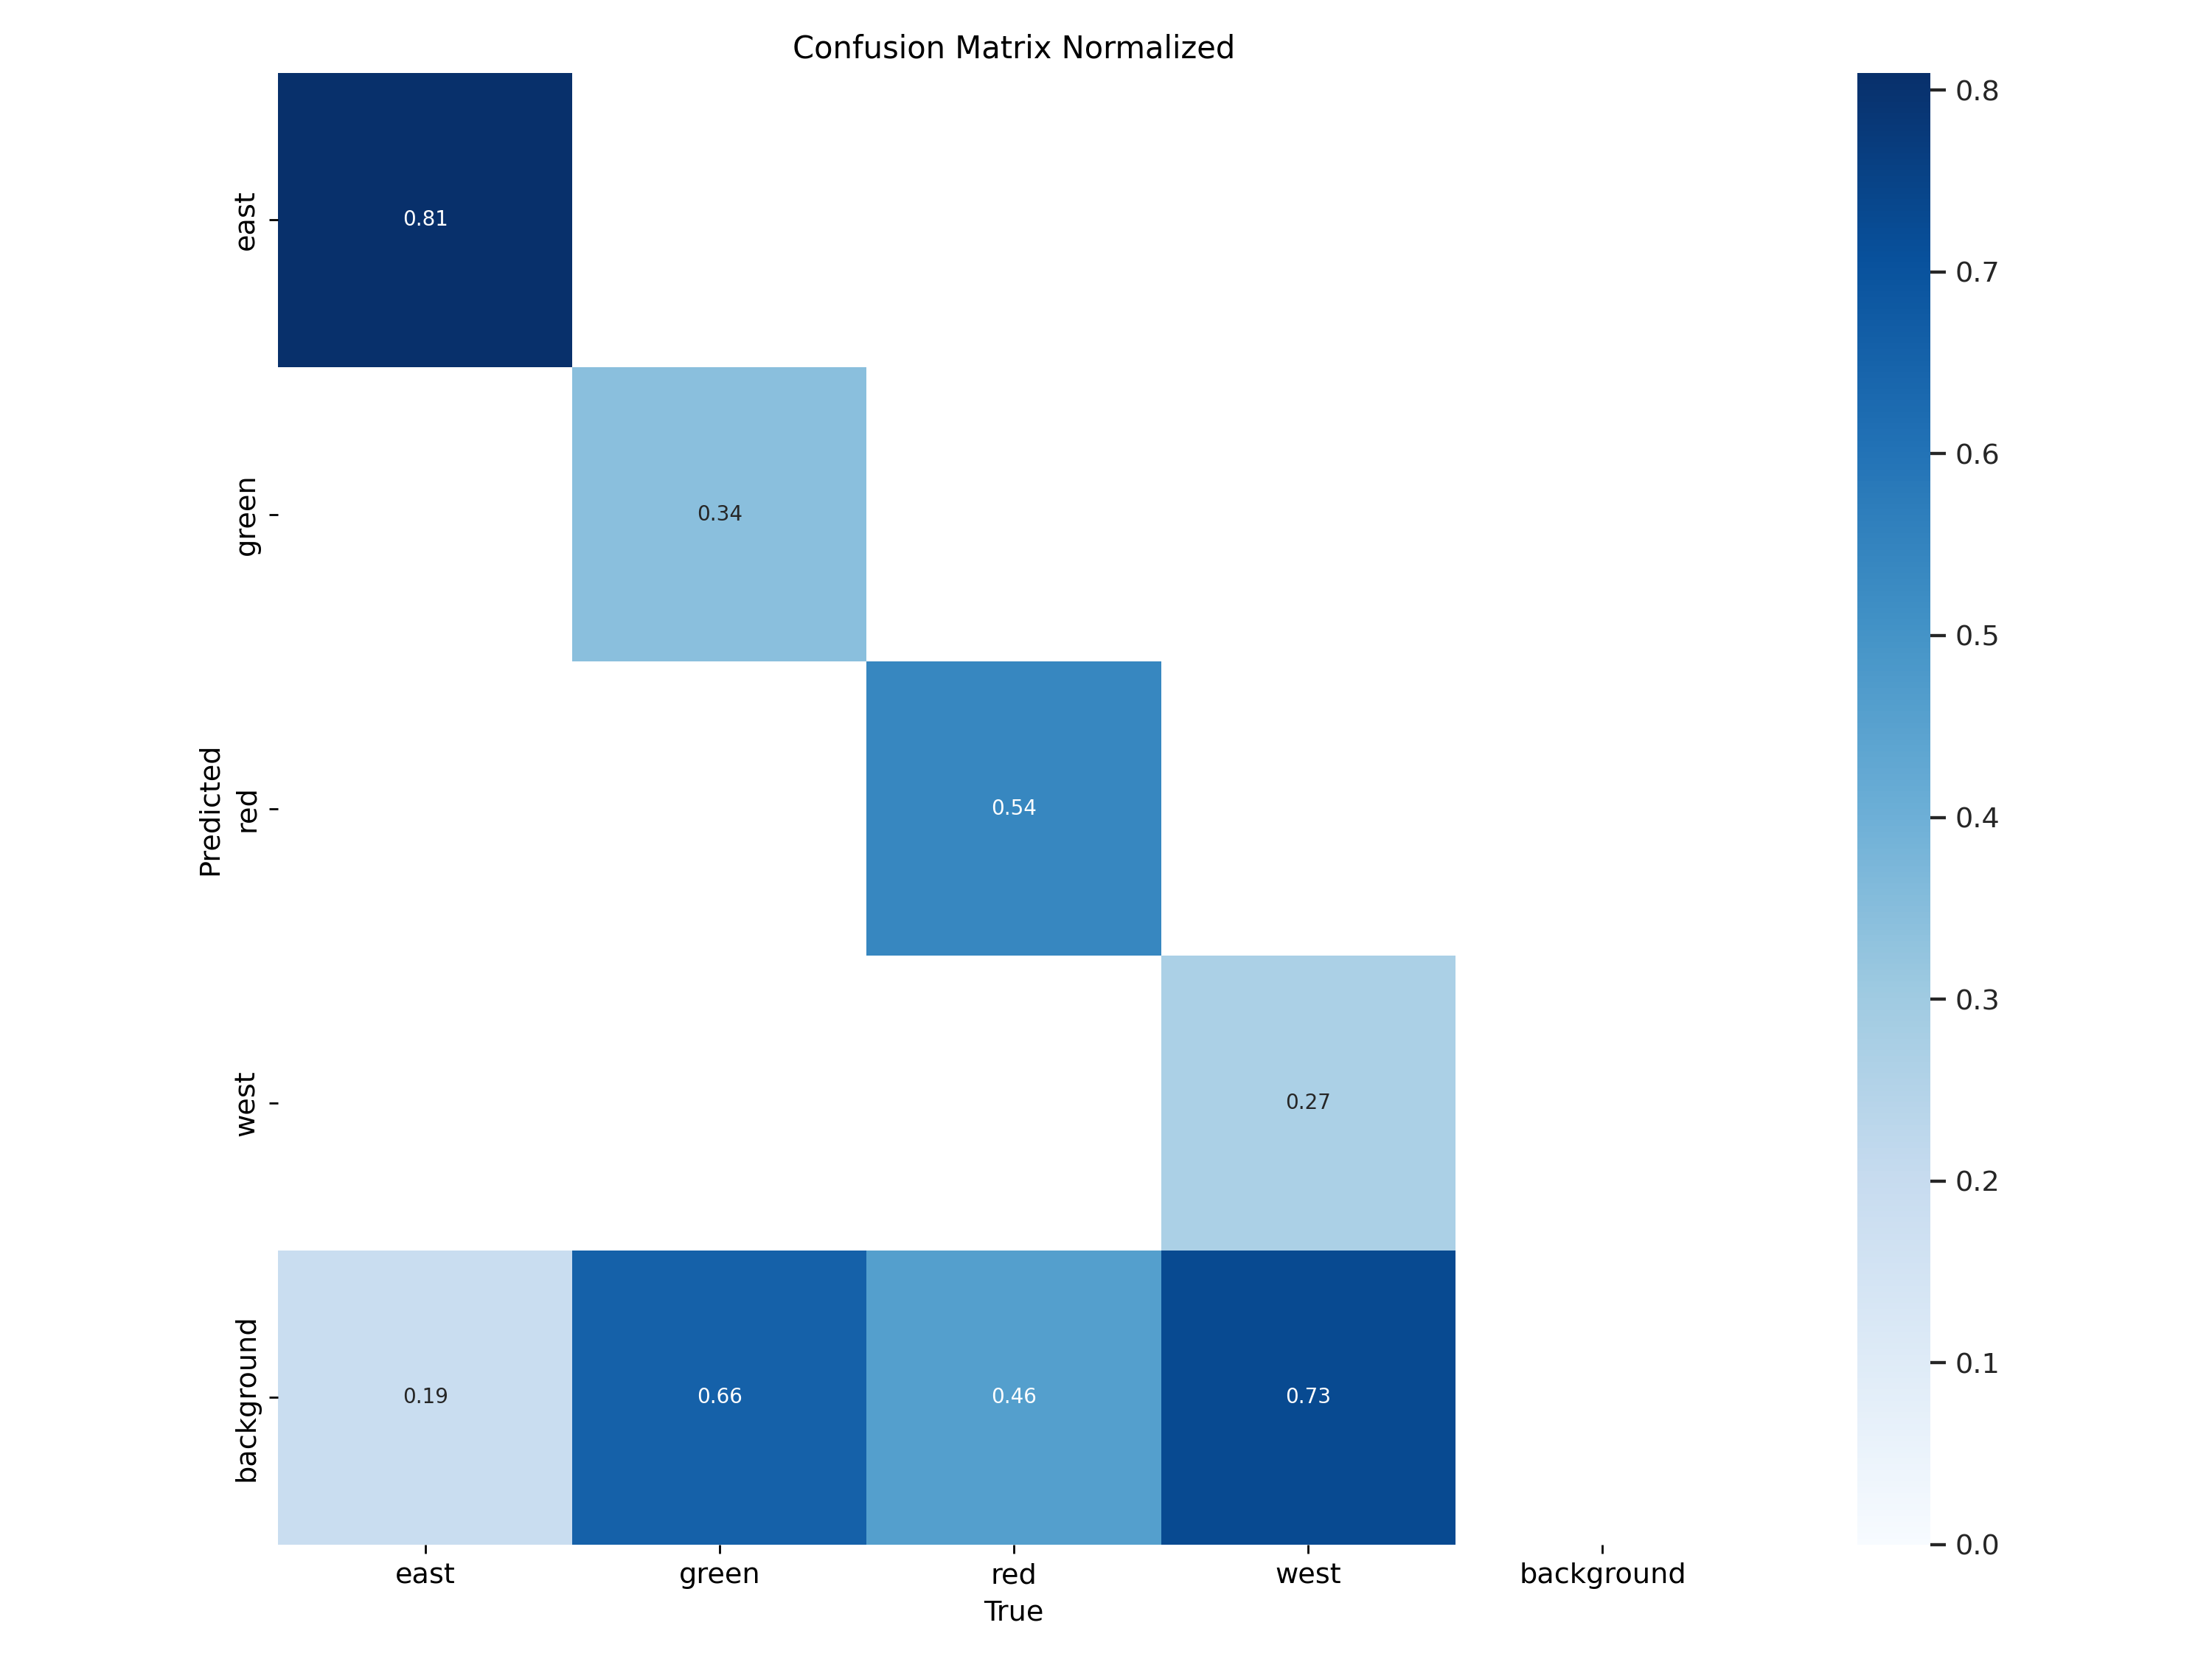 Confusion Matrix Normalized
0.8
0.7
0.6
0.5
0.4
0.3
0.2
0.1
0.0
Predicted
east
green
red
west
background
0.81
0.34
0.54
0.27
0.19 0.66 0.46 0.73
east green red west background
True